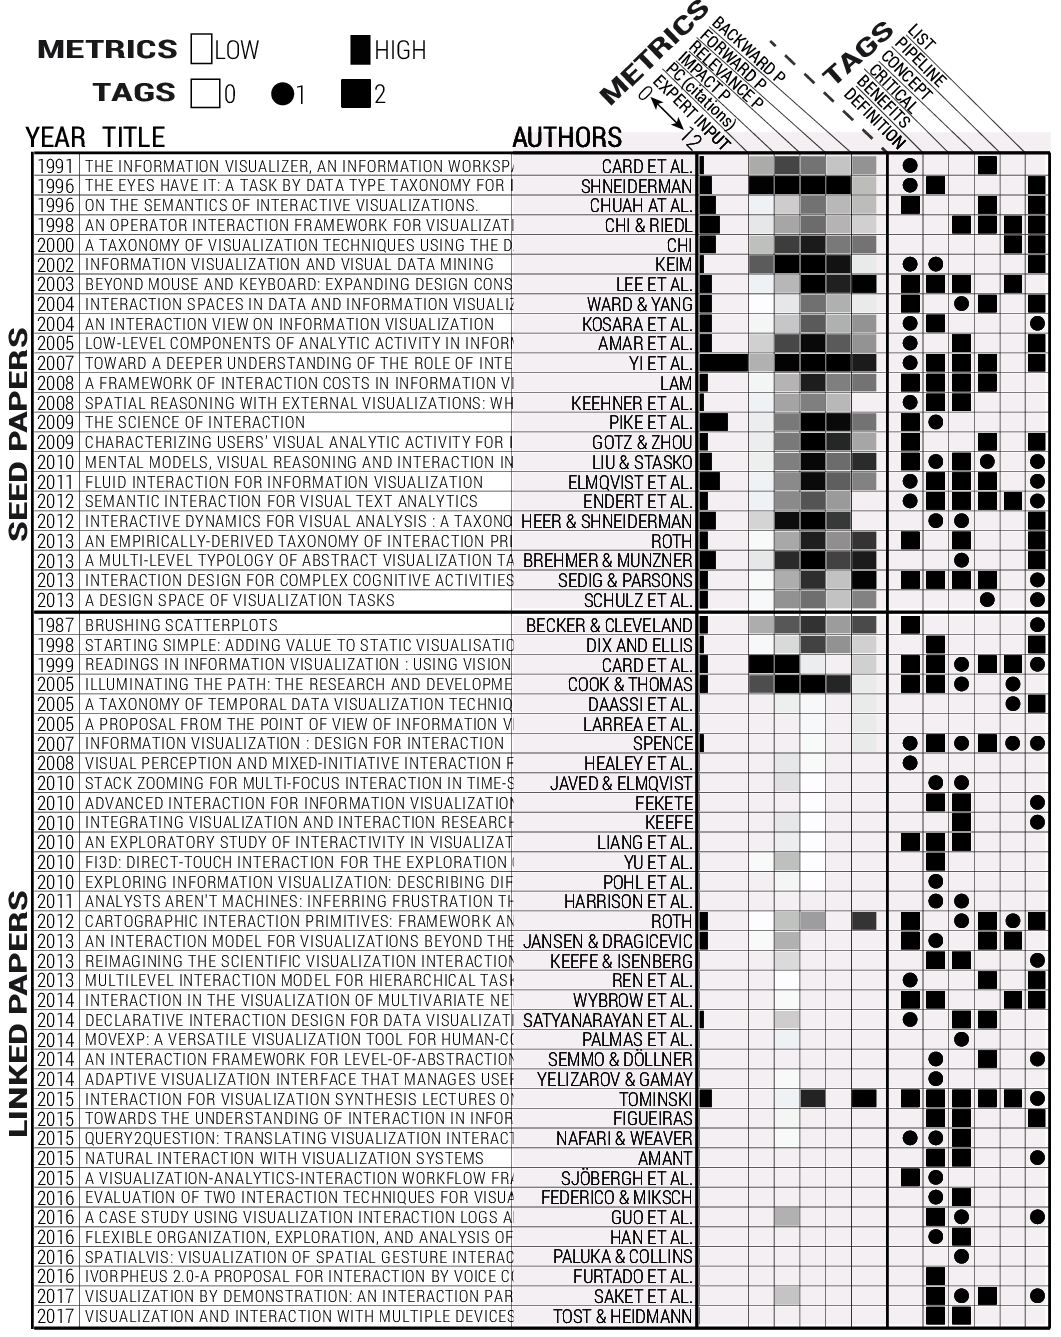 METRICS LOW HIGH
TAGS 0 1 2
METRICS
0 12
BACKWARD P
FORWARD P
RELEVANCE P
IMPACT P
PC (citations)
EXPERT INPUT
TAGS
LIST
PIPELINE
CONCEPT
CRITICAL
BENEFITS
DEFINITION
YEAR TITLE AUTHORS
SEED PAPERS
1991 THE INFORMATION VISUALIZER, AN INFORMATION WORKSP CARD ET AL.
1996 THE EYES HAVE IT: A TASK BY DATA TYPE TAXONOMY FOR SHNEIDERMAN
1996 ON THE SEMANTICS OF INTERACTIVE VISUALIZATIONS. CHUAH AT AL.
1998 AN OPERATOR INTERACTION FRAMEWORK FOR VISUALIZATI CHI & RIEDL
2000 A TAXONOMY OF VISUALIZATION TECHNIQUES USING THE D CHI
2002 INFORMATION VISUALIZATION AND VISUAL DATA MINING KEIM
2003 BEYOND MOUSE AND KEYBOARD: EXPANDING DESIGN CONS LEE ET AL.
2004 INTERACTION SPACES IN DATA AND INFORMATION VISUALIZ WARD & YANG
2004 AN INTERACTION VIEW ON INFORMATION VISUALIZATION KOSARA ET AL.
2005 LOW-LEVEL COMPONENTS OF ANALYTIC ACTIVITY IN INFOR AMAR ET AL.
2007 TOWARD A DEEPER UNDERSTANDING OF THE ROLE OF INTE YI ET AL.
2008 A FRAMEWORK OF INTERACTION COSTS IN INFORMATION VI LAM
2008 SPATIAL REASONING WITH EXTERNAL VISUALIZATIONS: WH KEEHNER ET AL.
2009 THE SCIENCE OF INTERACTION PIKE ET AL.
2009 CHARACTERIZING USERS' VISUAL ANALYTIC ACTIVITY FOR GOTZ & ZHOU
2010 MENTAL MODELS, VISUAL REASONING AND INTERACTION IN LIU & STASKO
2011 FLUID INTERACTION FOR INFORMATION VISUALIZATION ELMQVIST ET AL.
2012 SEMANTIC INTERACTION FOR VISUAL TEXT ANALYTICS ENDERT ET AL.
2012 INTERACTIVE DYNAMICS FOR VISUAL ANALYSIS : A TAXONO HEER & SHNEIDERMAN
2013 AN EMPIRICALLY-DERIVED TAXONOMY OF INTERACTION PRI ROTH
2013 A MULTI-LEVEL TYPOLOGY OF ABSTRACT VISUALIZATION TA BREHMER & MUNZNER
2013 INTERACTION DESIGN FOR COMPLEX COGNITIVE ACTIVITIES SEDIG & PARSONS
2013 A DESIGN SPACE OF VISUALIZATION TASKS SCHULZ ET AL.
LINKED PAPERS
1987 BRUSHING SCATTERPLOTS BECKER & CLEVELAND
1998 STARTING SIMPLE: ADDING VALUE TO STATIC VISUALISATIO DIX AND ELLIS
1999 READINGS IN INFORMATION VISUALIZATION : USING VISION CARD ET AL.
2005 ILLUMINATING THE PATH: THE RESEARCH AND DEVELOPME COOK & THOMAS
2005 A TAXONOMY OF TEMPORAL DATA VISUALIZATION TECHNIQ DAASSI ET AL.
2005 A PROPOSAL FROM THE POINT OF VIEW OF INFORMATION V LARREA ET AL.
2007 INFORMATION VISUALIZATION : DESIGN FOR INTERACTION SPENCE
2008 VISUAL PERCEPTION AND MIXED-INITIATIVE INTERACTION F HEALEY ET AL.
2010 STACK ZOOMING FOR MULTI-FOCUS INTERACTION IN TIME-S JAVED & ELMQVIST
2010 ADVANCED INTERACTION FOR INFORMATION VISUALIZATION FEKETE
2010 INTEGRATING VISUALIZATION AND INTERACTION RESEARCH KEEFE
2010 AN EXPLORATORY STUDY OF INTERACTIVITY IN VISUALIZAT LIANG ET AL.
2010 FI3D: DIRECT-TOUCH INTERACTION FOR THE EXPLORATION YU ET AL.
2010 EXPLORING INFORMATION VISUALIZATION: DESCRIBING DIF POHL ET AL.
2011 ANALYSTS AREN'T MACHINES: INFERRING FRUSTRATION TH HARRISON ET AL.
2012 CARTOGRAPHIC INTERACTION PRIMITIVES: FRAMEWORK AN ROTH
2013 AN INTERACTION MODEL FOR VISUALIZATIONS BEYOND THE JANSEN & DRAGICEVIC
2013 REIMAGINING THE SCIENTIFIC VISUALIZATION INTERACTION KEEFE & ISENBERG
2013 MULTILEVEL INTERACTION MODEL FOR HIERARCHICAL TASK REN ET AL.
2014 INTERACTION IN THE VISUALIZATION OF MULTIVARIATE NET WYBROW ET AL.
2014 DECLARATIVE INTERACTION DESIGN FOR DATA VISUALIZATI SATYANARAYAN ET AL.
2014 MOVEXP: A VERSATILE VISUALIZATION TOOL FOR HUMAN-CO PALMAS ET AL.
2014 AN INTERACTION FRAMEWORK FOR LEVEL-OF-ABSTRACTION SEMMO & DÖLLNER
2014 ADAPTIVE VISUALIZATION INTERFACE THAT MANAGES USER YELIZAROV & GAMAY
2015 INTERACTION FOR VISUALIZATION SYNTHESIS LECTURES ON TOMINSKI
2015 TOWARDS THE UNDERSTANDING OF INTERACTION IN INFOR FIGUEIRAS
2015 QUERY2QUESTION: TRANSLATING VISUALIZATION INTERACT NAFARI & WEAVER
2015 NATURAL INTERACTION WITH VISUALIZATION SYSTEMS AMANT
2015 A VISUALIZATION-ANALYTICS-INTERACTION WORKFLOW FRA SJÖBERGH ET AL.
2016 EVALUATION OF TWO INTERACTION TECHNIQUES FOR VISUA FEDERICO & MIKSCH
2016 A CASE STUDY USING VISUALIZATION INTERACTION LOGS A GUO ET AL.
2016 FLEXIBLE ORGANIZATION, EXPLORATION, AND ANALYSIS OF HAN ET AL.
2016 SPATIALVIS: VISUALIZATION OF SPATIAL GESTURE INTERAC PALUKA & COLLINS
2016 IVORPHEUS 2.0-A PROPOSAL FOR INTERACTION BY VOICE CO FURTADO ET AL.
2017 VISUALIZATION BY DEMONSTRATION: AN INTERACTION PAR SAKET ET AL.
2017 VISUALIZATION AND INTERACTION WITH MULTIPLE DEVICES TOST & HEIDMANN